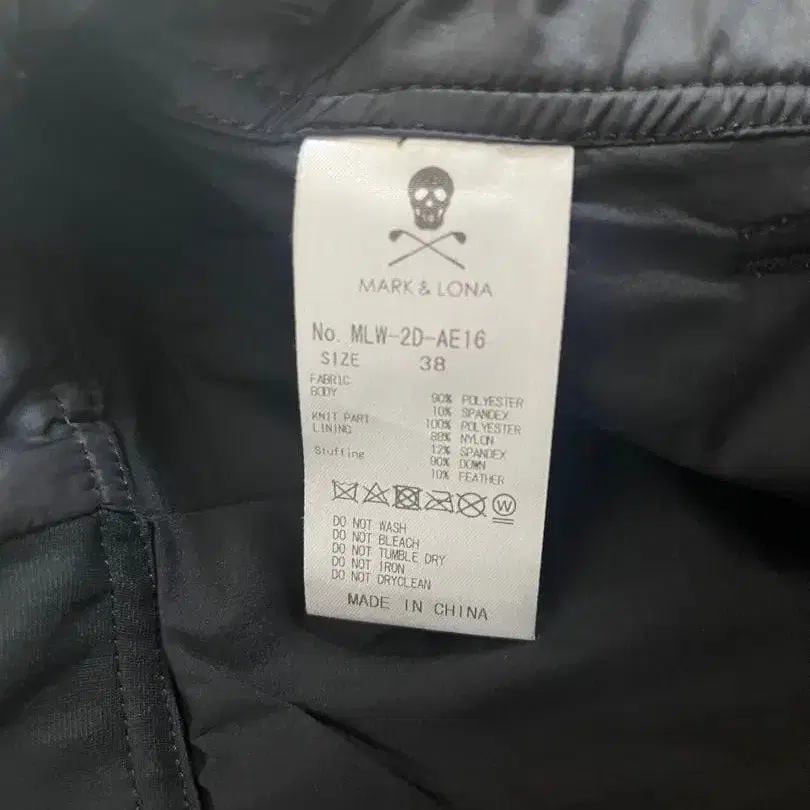 MARK & LONA
No. MLW-2D-AE16
SIZE 38
FABRIC
BODY 90% POLYESTER
10% SPANDEX
KNIT PART 100% POLYESTER
LINING 88% NYLON
12% SPANDEX
Stuffing 90% DOWN
10% FEATHER
W
DO NOT WASH
DO NOT BLEACH
DO NOT TUMBLE DRY
DO NOT IRON
DO NOT DRYCLEAN
MADE IN CHINA